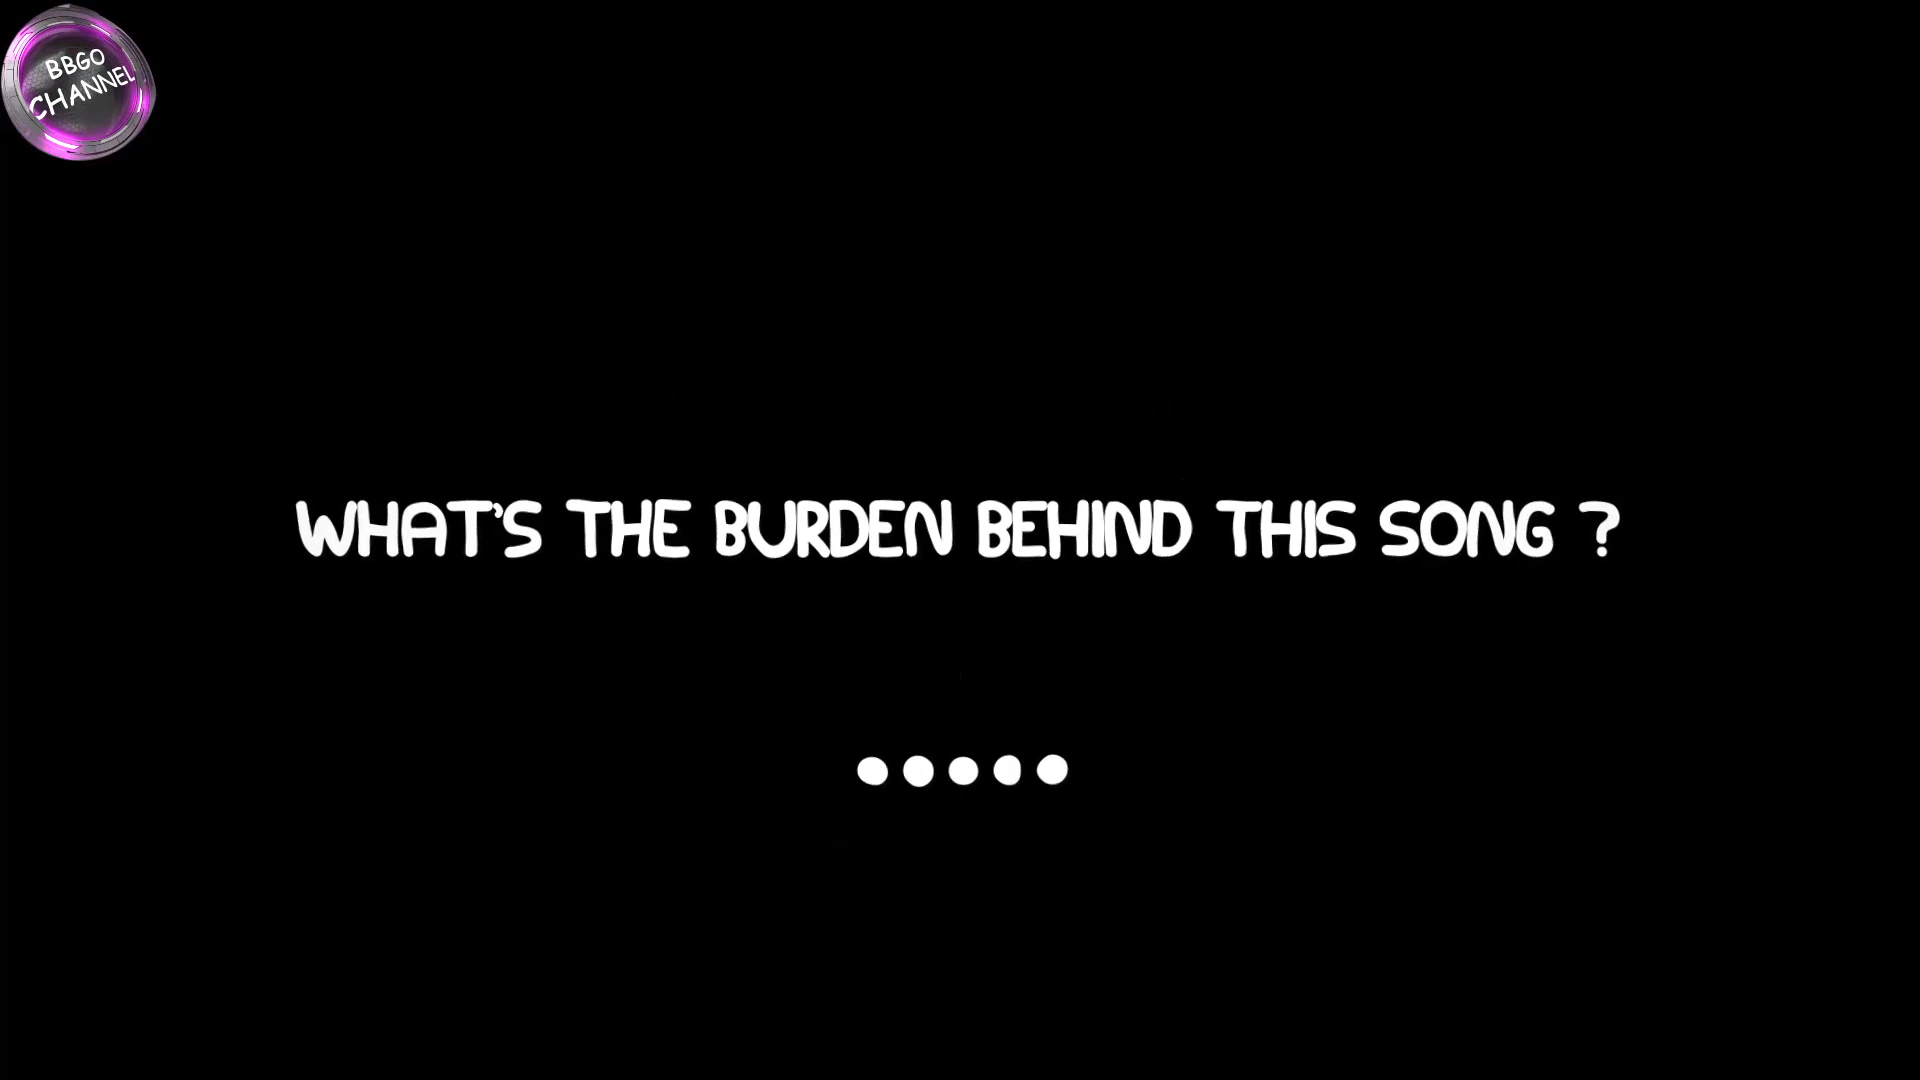 BBGO
CHANNEL
WHAT'S THE BURDEN BEHIND THIS SONG ?
.....